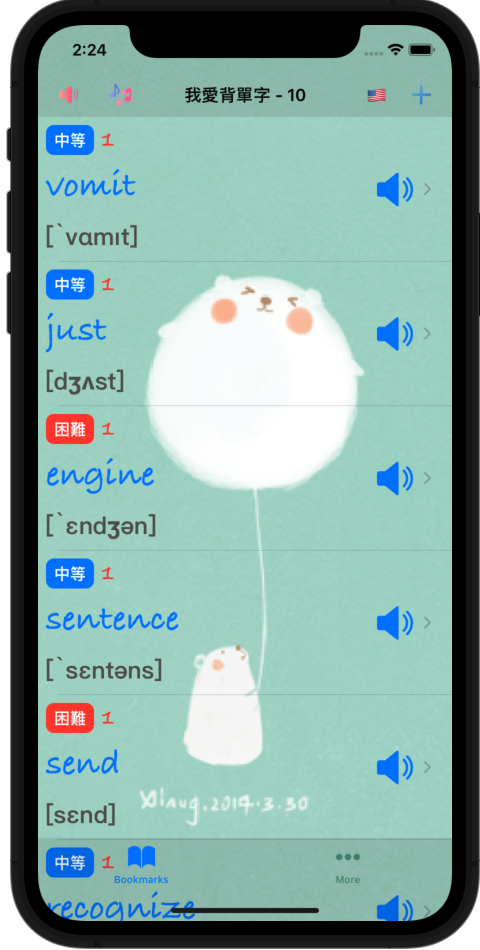 2:24
我愛背單字 - 10
中等 1
vomit
[ˋvɑmɪt]
中等 1
just
[dʒʌst]
困難 1
engine
[ˋɛndʒən]
中等 1
sentence
[ˋsɛntəns]
困難 1
send
[sɛnd]
2014.3.30
中等 1
recognize
Bookmarks
More